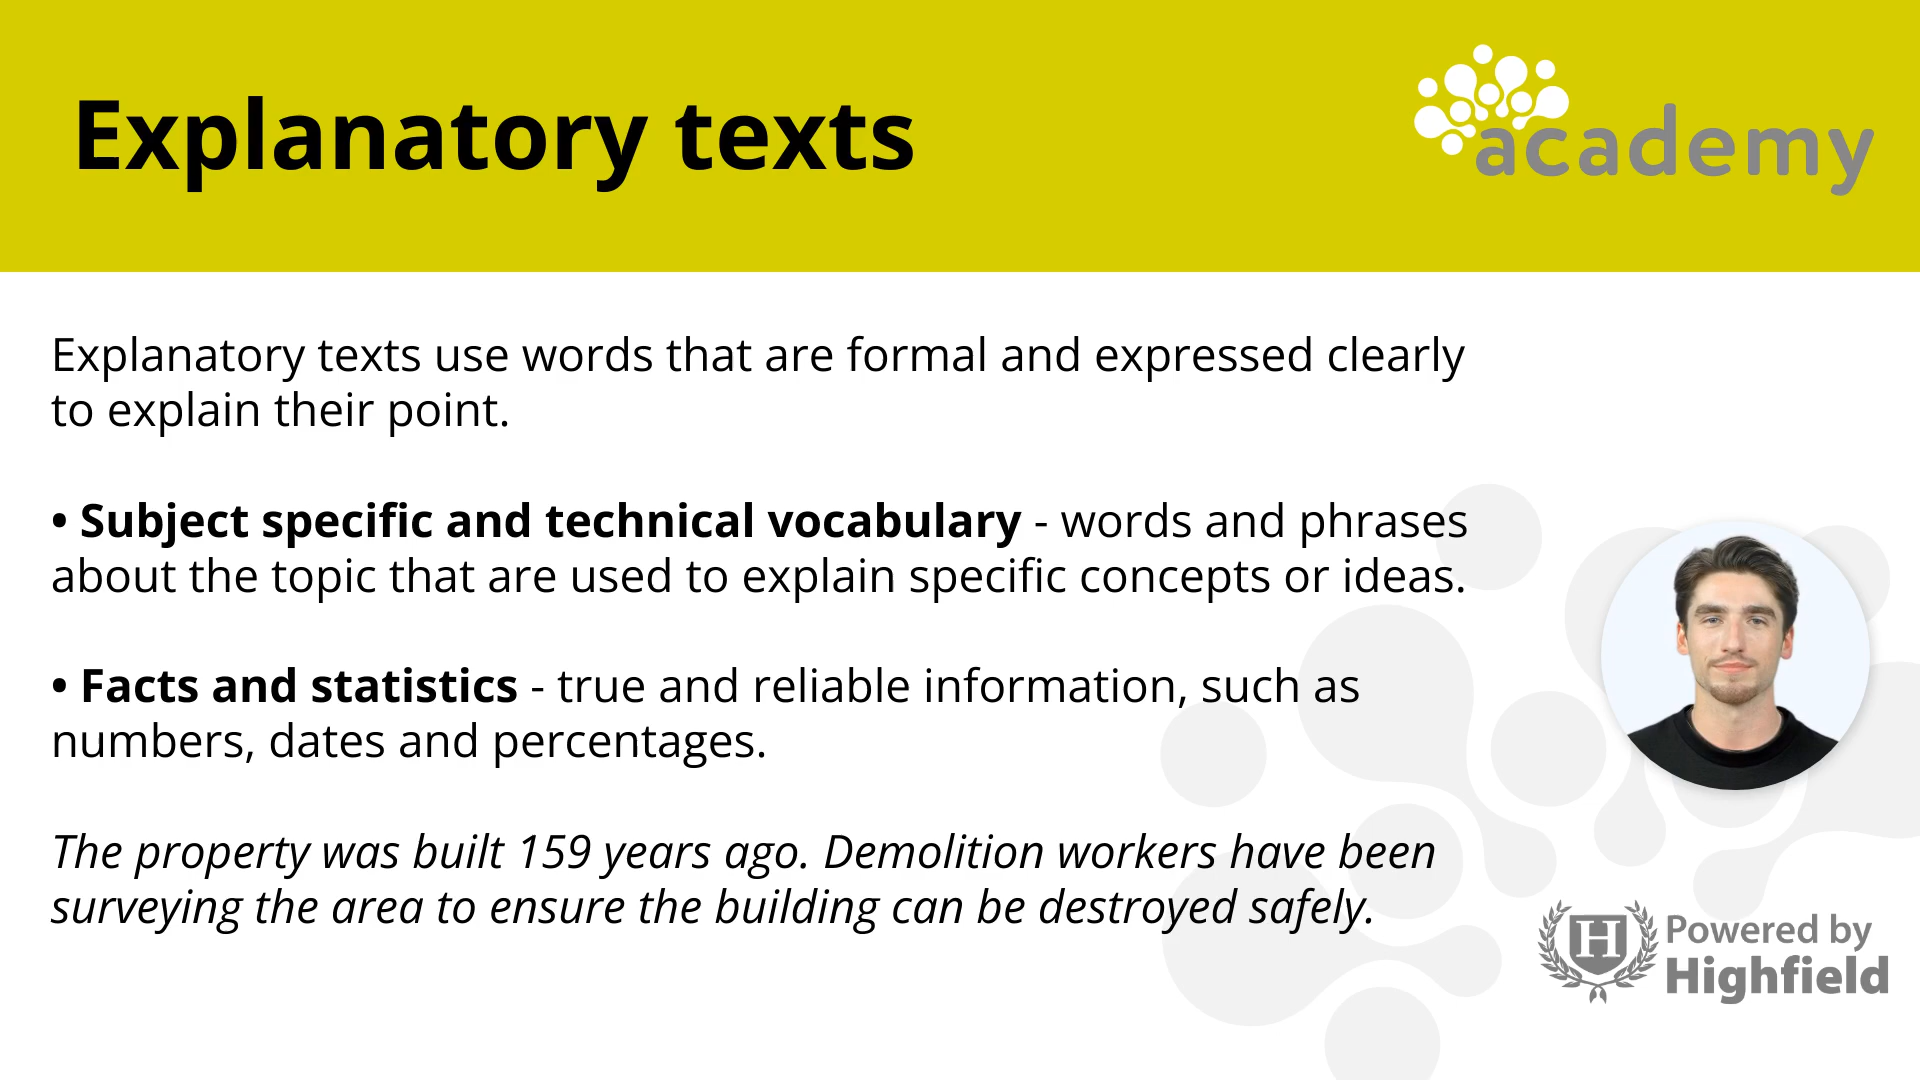 Explanatory texts
academy
Explanatory texts use words that are formal and expressed clearly
to explain their point.
• Subject specific and technical vocabulary - words and phrases
about the topic that are used to explain specific concepts or ideas.
• Facts and statistics - true and reliable information, such as
numbers, dates and percentages.
The property was built 159 years ago. Demolition workers have been
surveying the area to ensure the building can be destroyed safely.
H
Powered by
Highfield